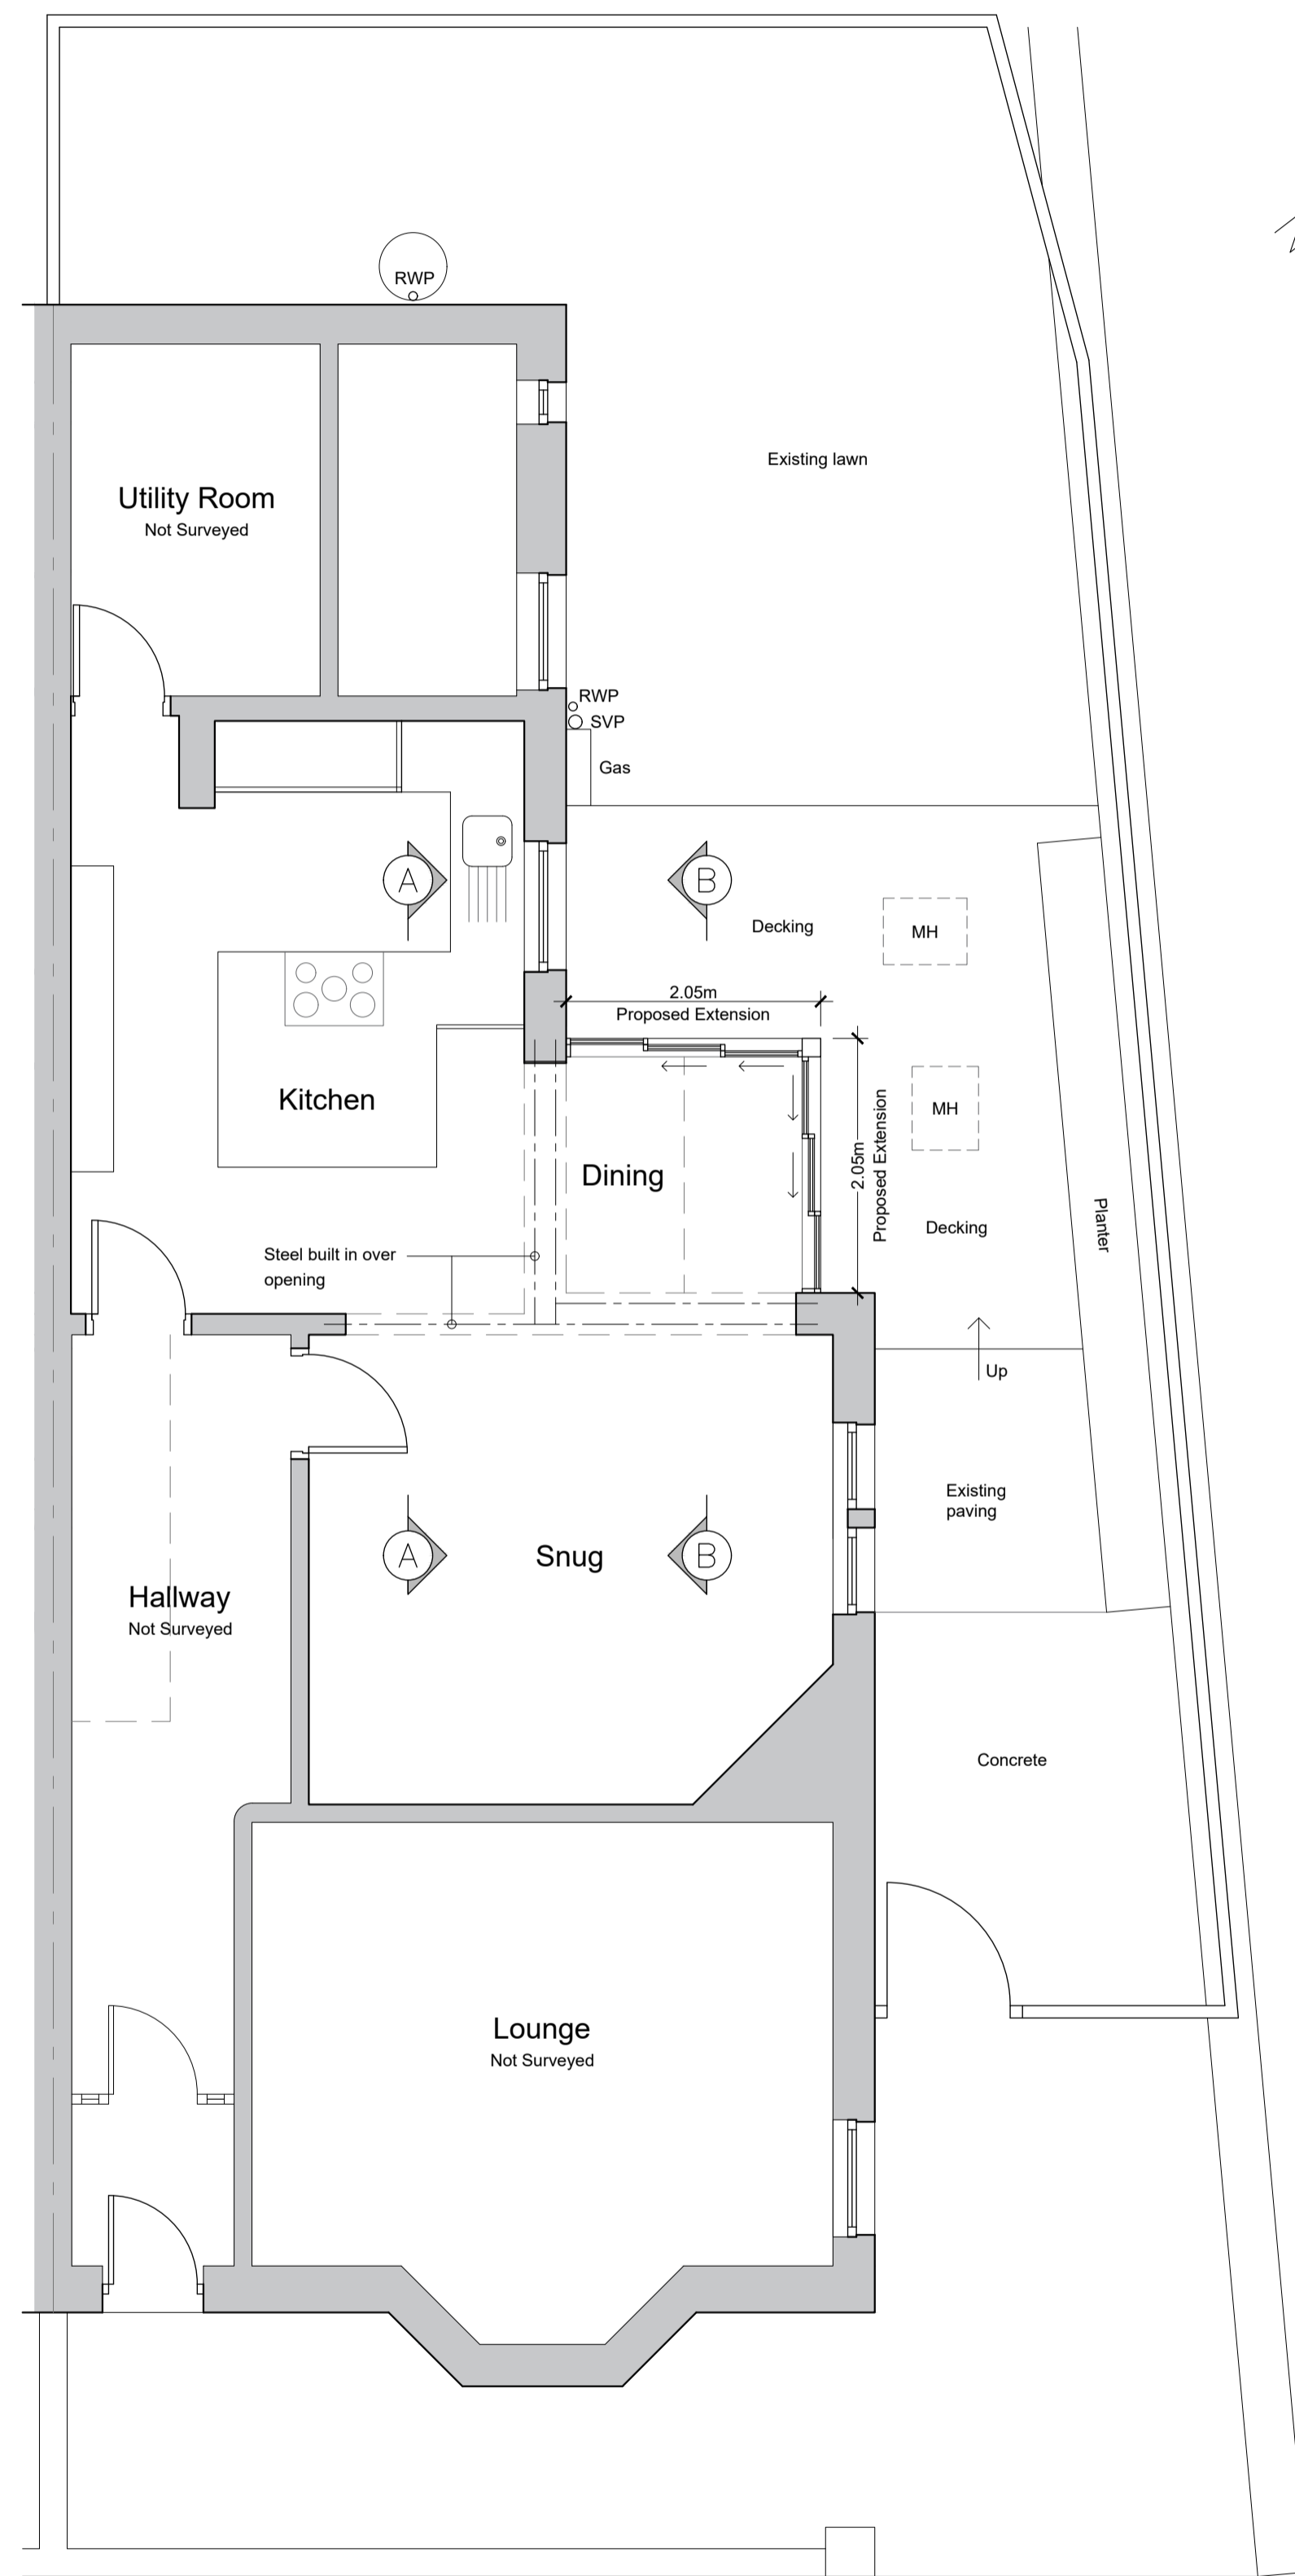 RWP
Existing lawn
Utility Room
Not Surveyed
RWP
SVP
Gas
A
B
Decking
MH
2.05m
Proposed Extension
Kitchen
MH
Dining
2.05m
Proposed Extension
Planter
Decking
Steel built in over
opening
Up
Existing
paving
A
Snug
B
Hallway
Not Surveyed
Concrete
Lounge
Not Surveyed